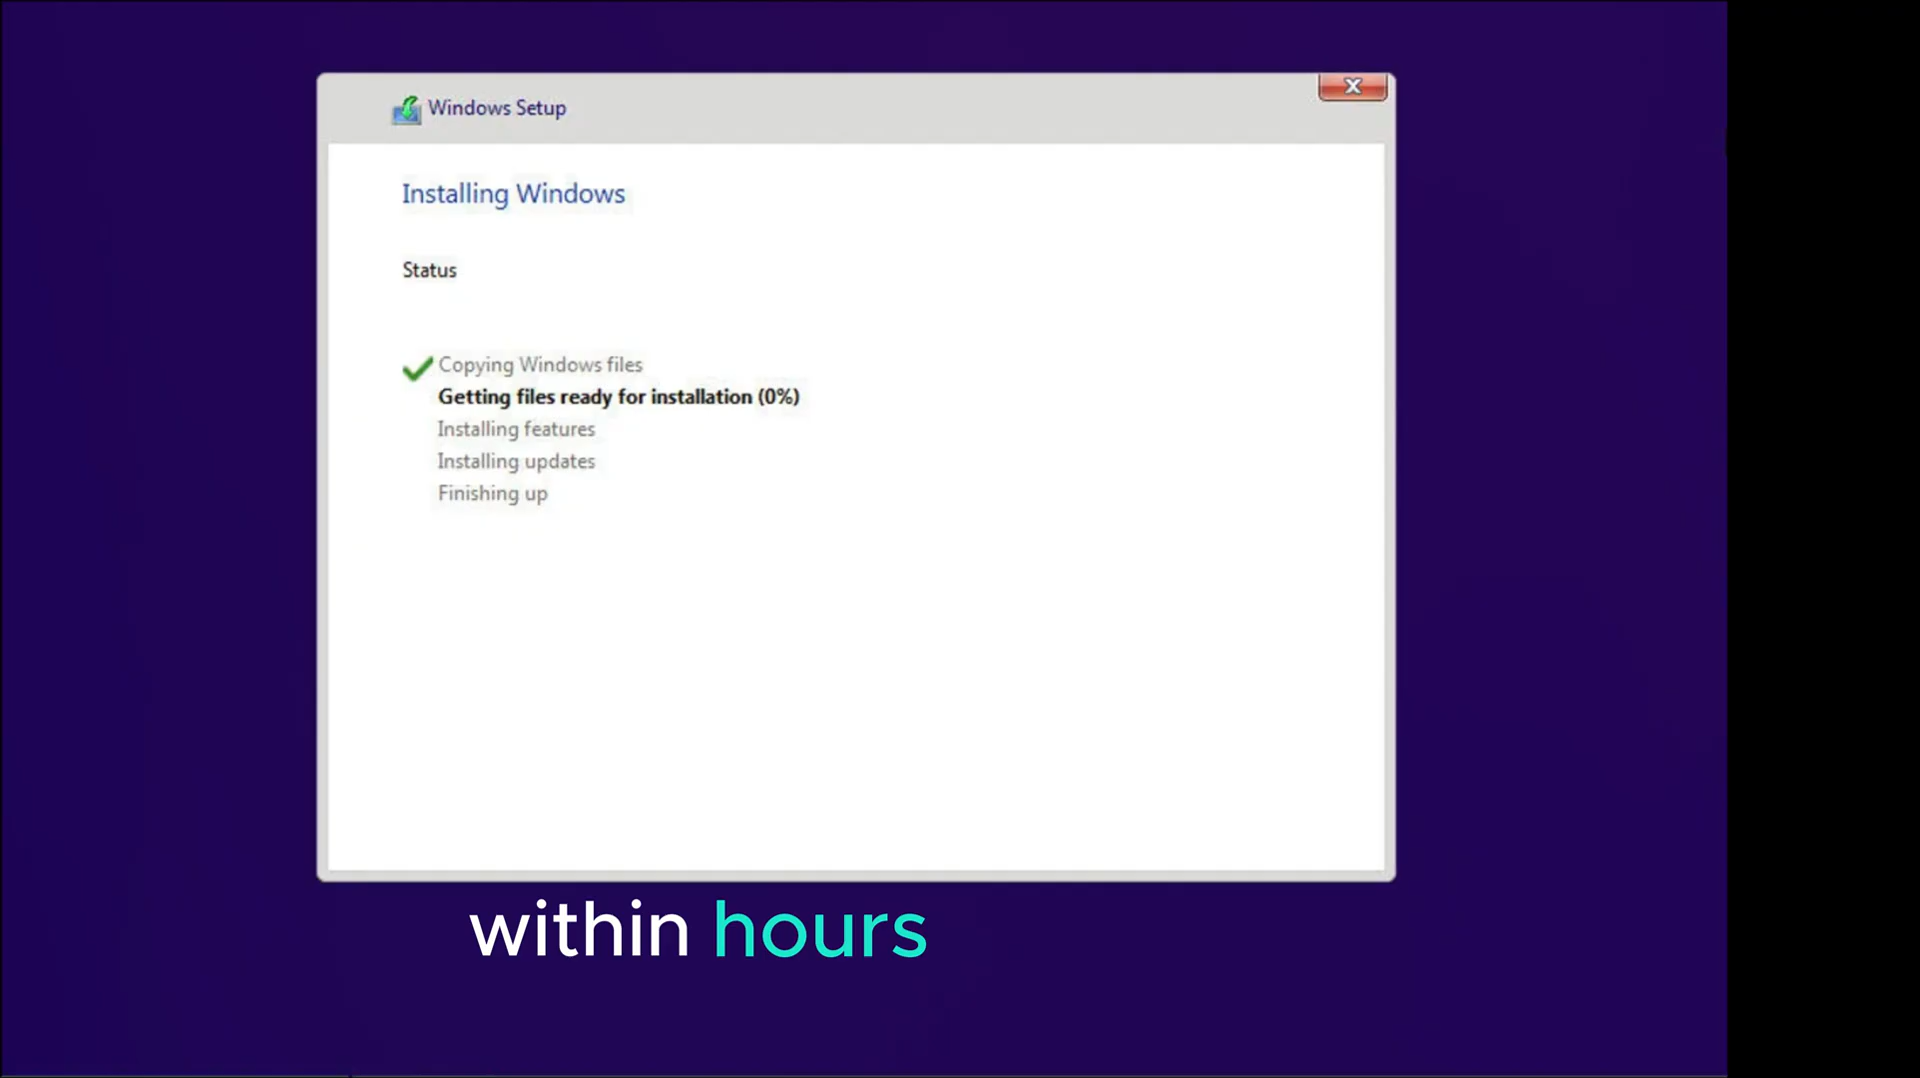 Windows Setup
Installing Windows
Status
Copying Windows files
Getting files ready for installation (0%)
Installing features
Installing updates
Finishing up
within hours